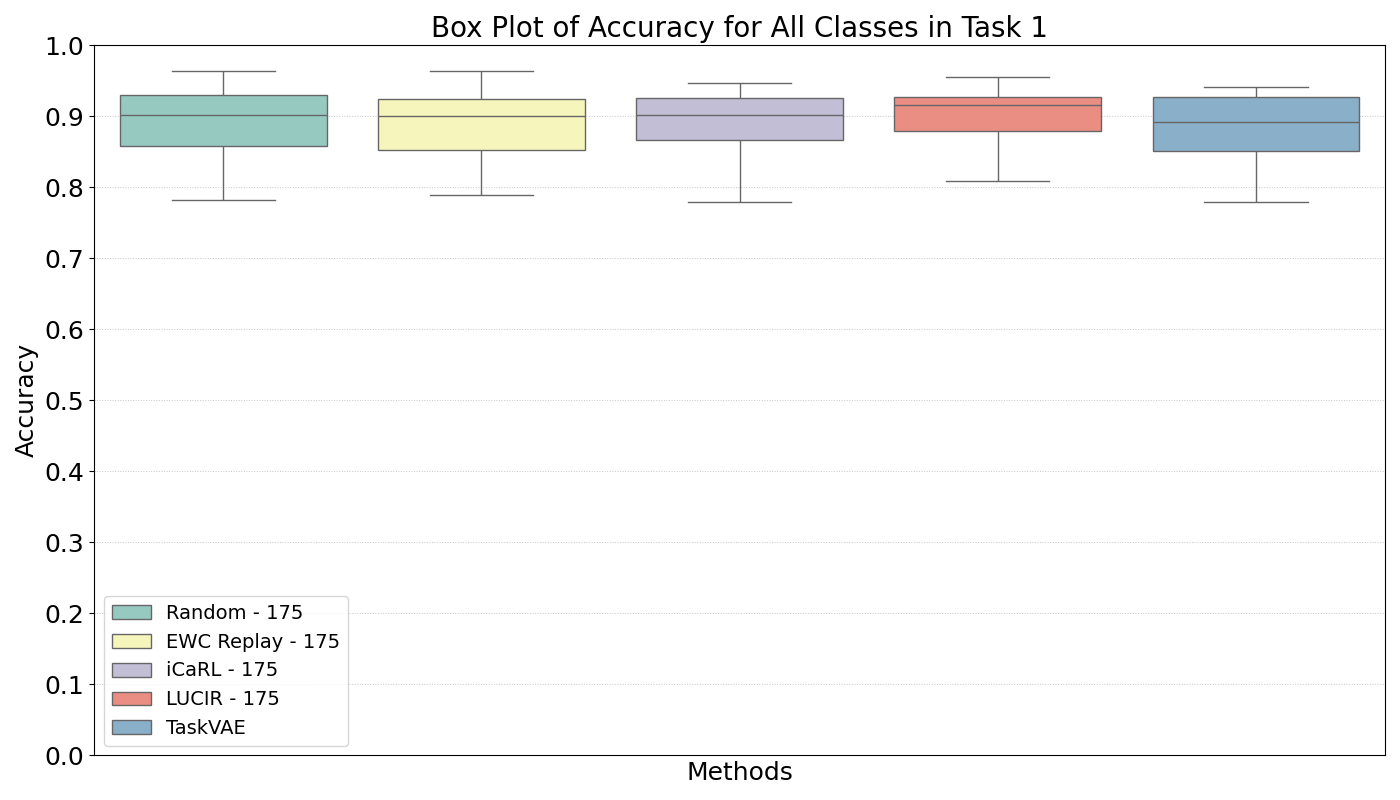 Box Plot of Accuracy for All Classes in Task 1
1.0
0.9
0.8
0.7
0.6
0.5
0.4
0.3
0.2
0.1
0.0
Accuracy
Random - 175
EWC Replay - 175
iCaRL - 175
LUCIR - 175
TaskVAE
Methods